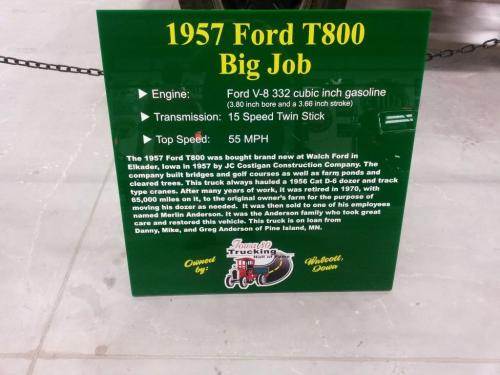 1957 Ford T800
Big Job
Engine: Ford V-8 332 cubic inch gasoline
(3.80 inch bore and a 3.66 inch stroke)
Transmission: 15 Speed Twin Stick
Top Speed: 55 MPH
The 1957 Ford T800 was bought brand new at Walch Ford in
Elkader, Iowa in 1957 by JC Costigan Construction Company. The
company built bridges and golf courses as well as farm ponds and
cleared trees. This truck always hauled a 1956 Cat D-6 dozer and track
type cranes. After many years of work, it was retired in 1970, with
65,000 miles on it, to the original owner's farm for the purpose of
moving his dozer as needed. It was then sold to one of his employees
named Merlin Anderson. It was the Anderson family who took great
care and restored this vehicle. This truck is on loan from
Danny, Mike, and Greg Anderson of Pine Island, MN.
Owned by:
Iowa 80
Trucking
Hall of Fame
Walcott, Iowa